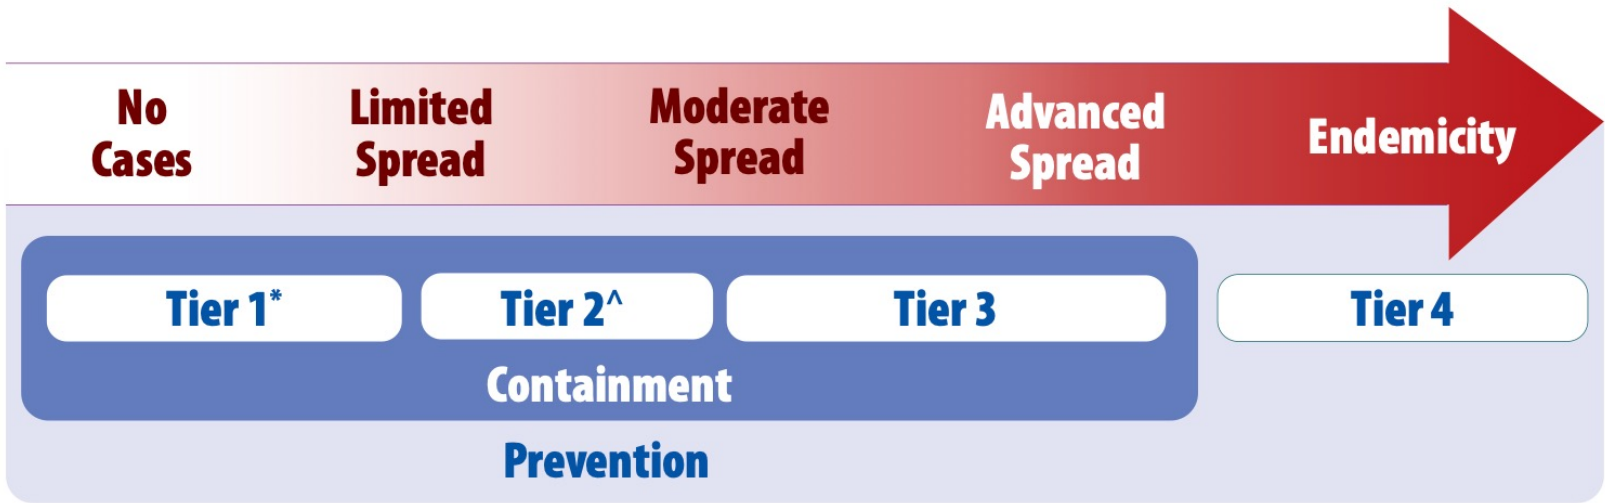 No
Cases
Limited
Spread
Moderate
Spread
Advanced
Spread
Endemicity
Tier 1*
Tier 2^
Tier 3
Tier 4
Containment
Prevention